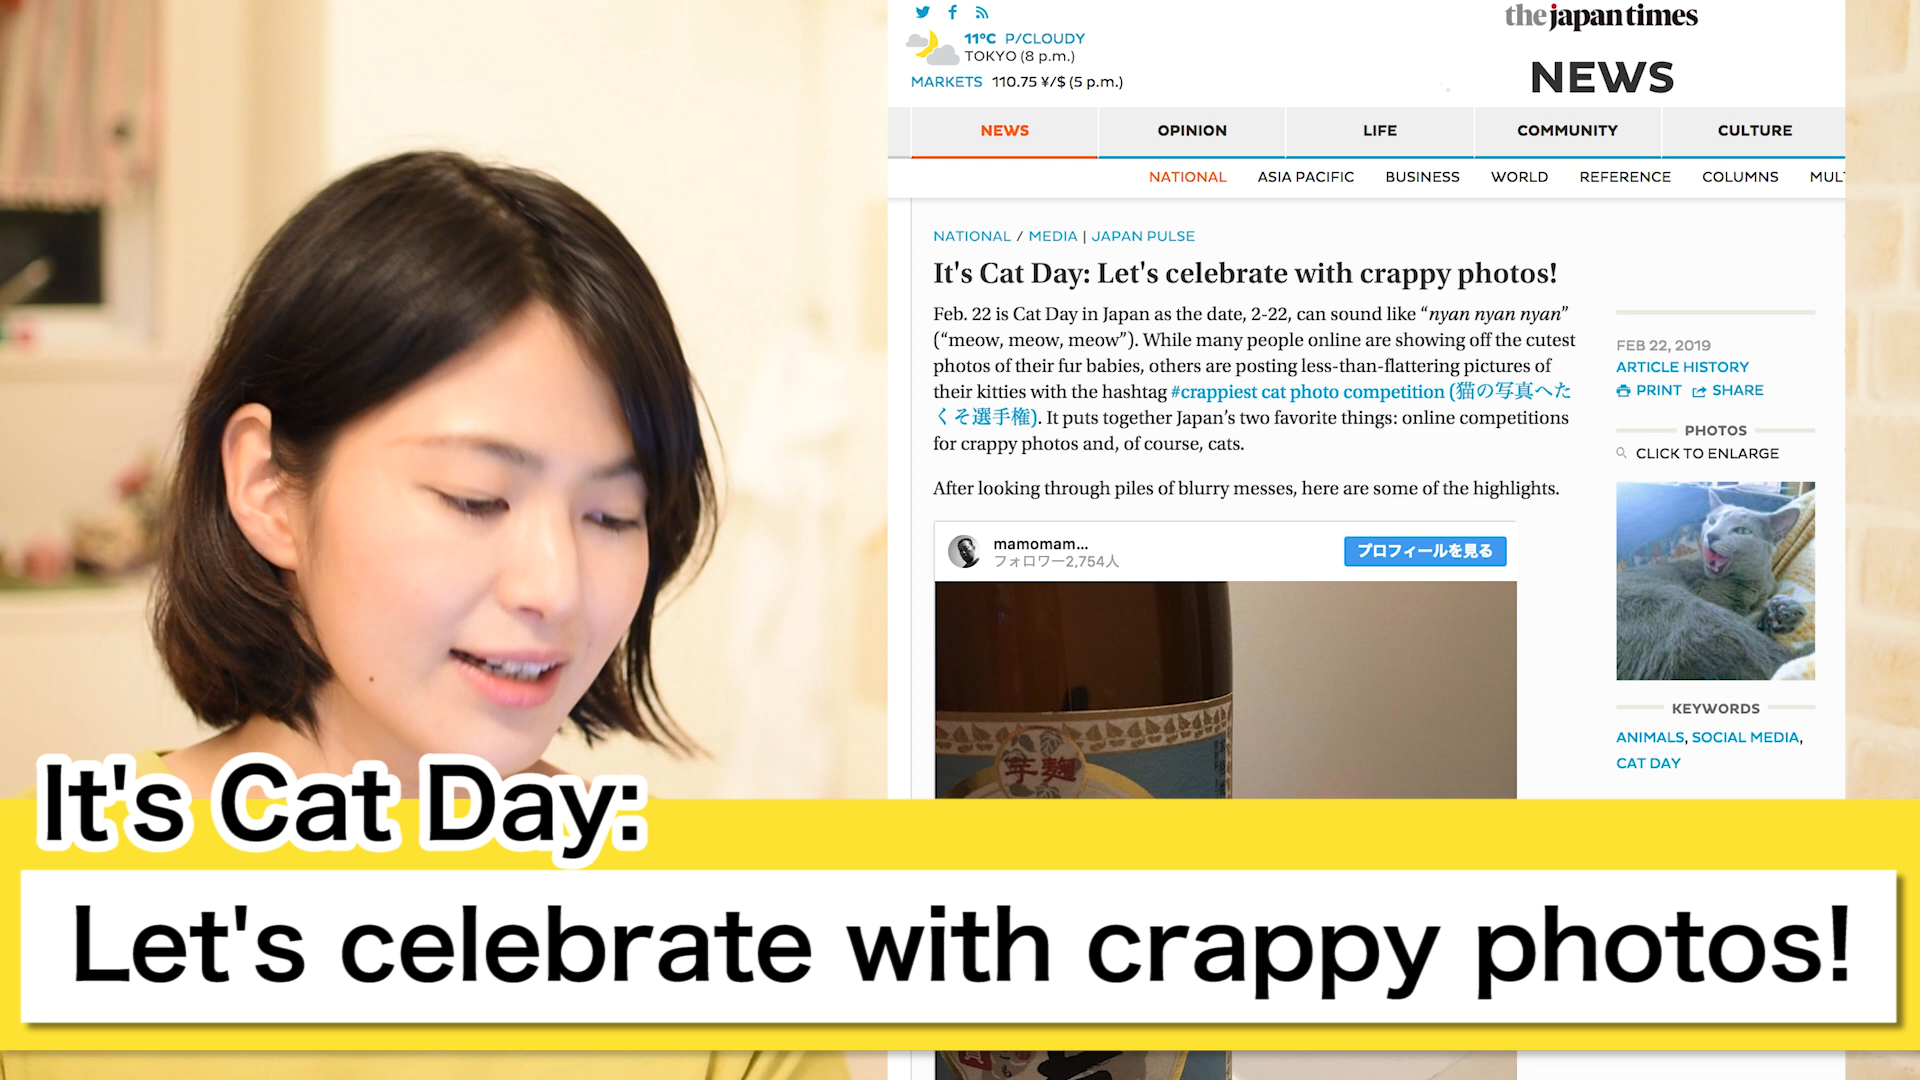 11°C P/CLOUDY
TOKYO (8 p.m.)
MARKETS 110.75 ¥/$ (5 p.m.)
the japan times
NEWS
NEWS OPINION LIFE COMMUNITY CULTURE
NATIONAL ASIA PACIFIC BUSINESS WORLD REFERENCE COLUMNS
NATIONAL / MEDIA | JAPAN PULSE
It's Cat Day: Let's celebrate with crappy photos!
Feb. 22 is Cat Day in Japan as the date, 2-22, can sound like “nyan nyan nyan”
(“meow, meow, meow”). While many people online are showing off the cutest
photos of their fur babies, others are posting less-than-flattering pictures of
their kitties with the hashtag #crappiest cat photo competition (猫の写真へた
くそ選手権). It puts together Japan’s two favorite things: online competitions
for crappy photos and, of course, cats.
After looking through piles of blurry messes, here are some of the highlights.
mamomam...
フォロワー2,754人
プロフィールを見る
芋麹
FEB 22, 2019
ARTICLE HISTORY
PRINT SHARE
PHOTOS
CLICK TO ENLARGE
KEYWORDS
ANIMALS, SOCIAL MEDIA,
CAT DAY
It's Cat Day:
Let's celebrate with crappy photos!